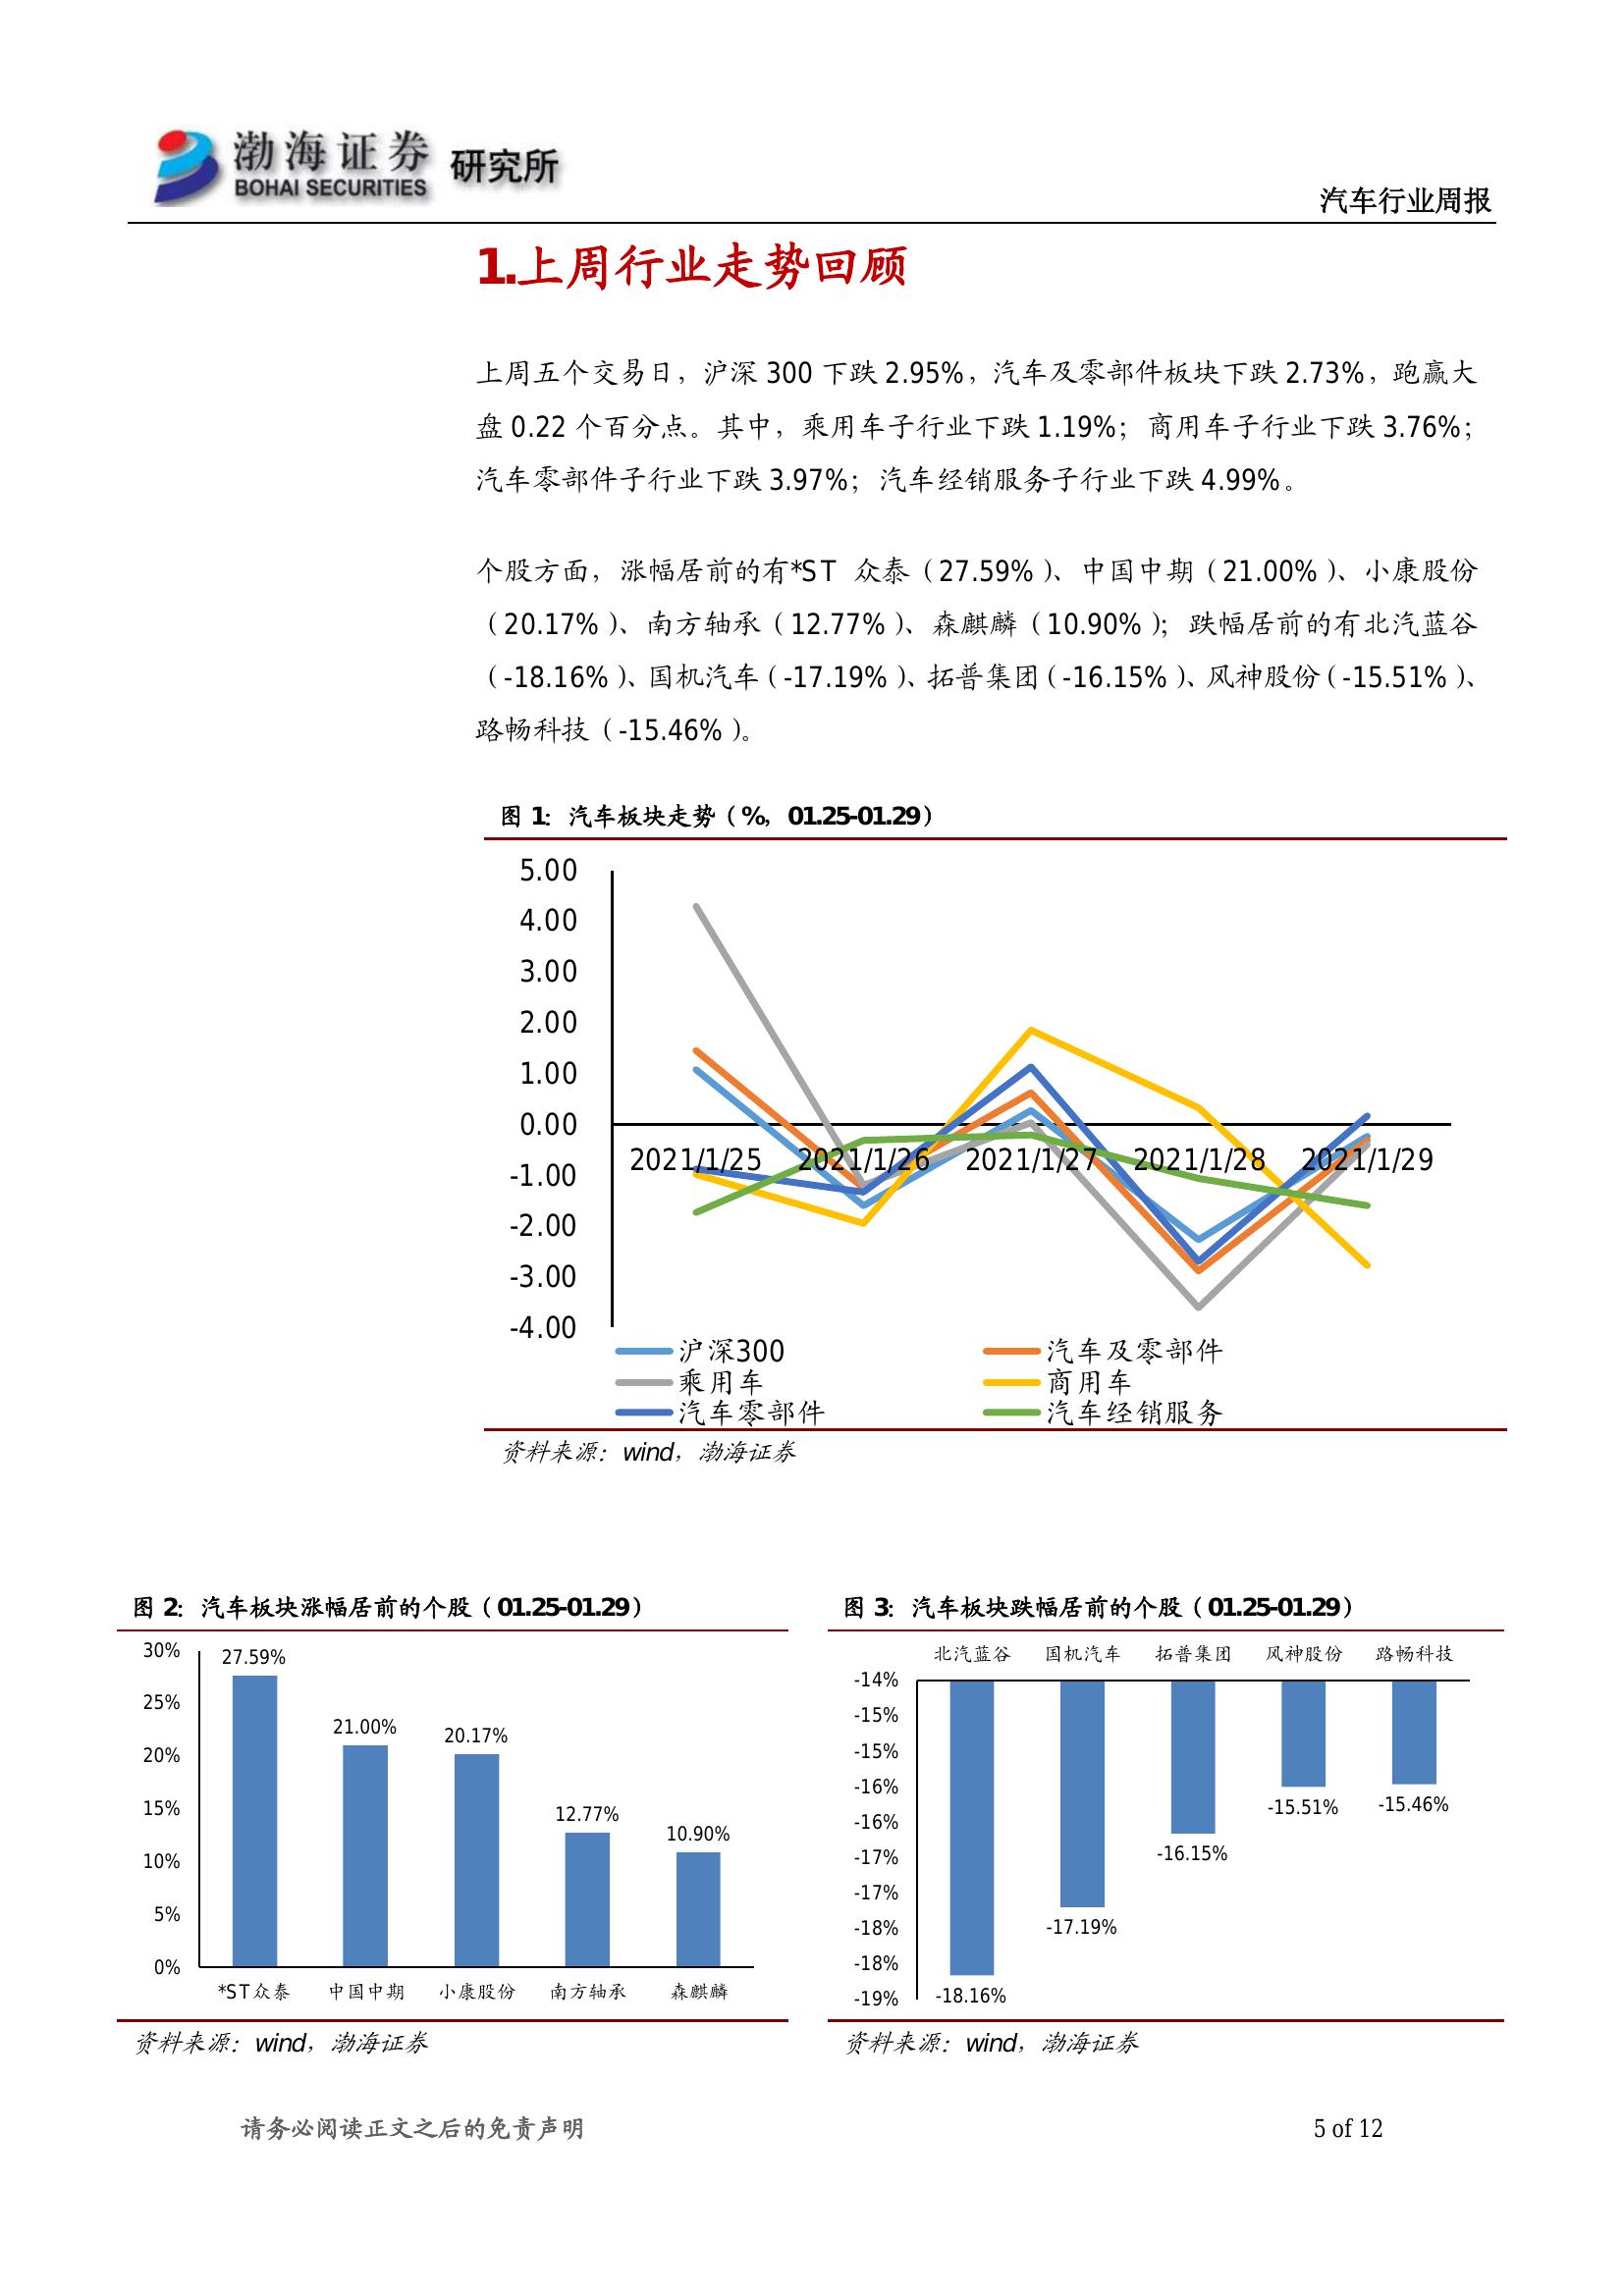 渤海证券 研究所
BOHAI SECURITIES
汽车行业周报
1.上周行业走势回顾
上周五个交易日，沪深 300 下跌 2.95%，汽车及零部件板块下跌 2.73%，跑赢大
盘 0.22 个百分点。其中，乘用车子行业下跌 1.19%；商用车子行业下跌 3.76%；
汽车零部件子行业下跌 3.97%；汽车经销服务子行业下跌 4.99%。
个股方面，涨幅居前的有*ST 众泰（27.59%）、中国中期（21.00%）、小康股份
（20.17%）、南方轴承（12.77%）、森麒麟（10.90%）；跌幅居前的有北汽蓝谷
（-18.16%）、国机汽车（-17.19%）、拓普集团（-16.15%）、风神股份（-15.51%）、
路畅科技（-15.46%）。
图 1：汽车板块走势（%，01.25-01.29）
5.00
4.00
3.00
2.00
1.00
0.00
-1.00
-2.00
-3.00
-4.00
2021/1/25 2021/1/26 2021/1/27 2021/1/28 2021/1/29
沪深300 汽车及零部件
乘用车 商用车
汽车零部件 汽车经销服务
资料来源：wind，渤海证券
图 2：汽车板块涨幅居前的个股（01.25-01.29）
30%
25%
20%
15%
10%
5%
0%
27.59%
21.00%
20.17%
12.77%
10.90%
*ST众泰 中国中期 小康股份 南方轴承 森麒麟
资料来源：wind，渤海证券
图 3：汽车板块跌幅居前的个股（01.25-01.29）
北汽蓝谷 国机汽车 拓普集团 风神股份 路畅科技
-14%
-15%
-15%
-16%
-16%
-17%
-17%
-18%
-18%
-19%
-18.16%
-17.19%
-16.15%
-15.51%
-15.46%
资料来源：wind，渤海证券
请务必阅读正文之后的免责声明 5 of 12